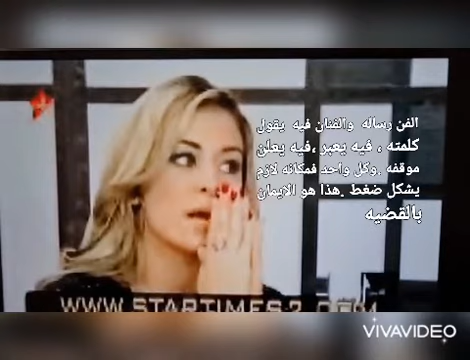 الفن رساله والفنان فيه يقول
كلمته ، فيه يعبر ،فيه يعلن
موقفه .وكل واحد فمكانه لازم
يشكل ضغط .هذا هو الايمان
بالقضيه
WWW.STARTIMES2.COM
VIVAVIDEO